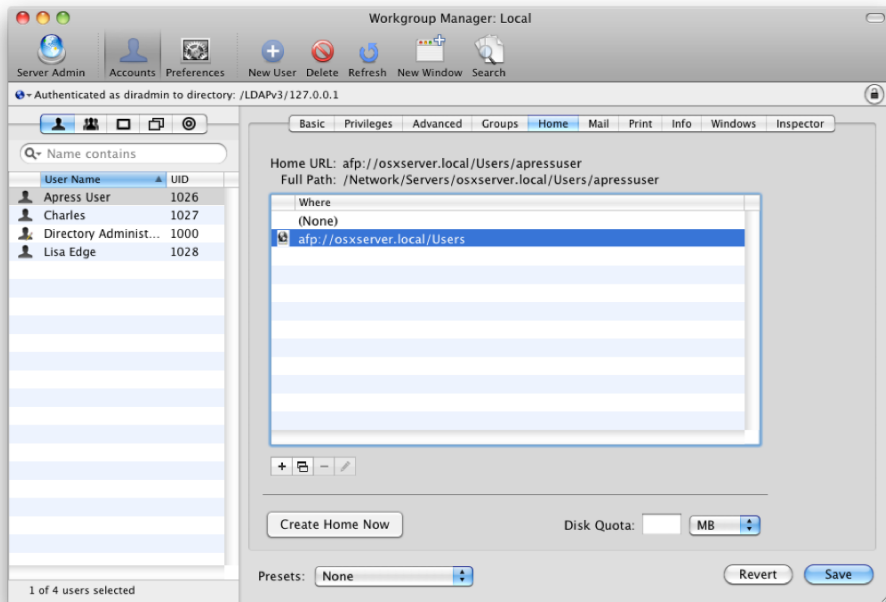 Workgroup Manager: Local
Server Admin Accounts Preferences New User Delete Refresh New Window Search
Authenticated as diradmin to directory: /LDAPv3/127.0.0.1
Basic Privileges Advanced Groups Home Mail Print Info Windows Inspector
Name contains
User Name UID
Apress User 1026
Charles 1027
Directory Administ... 1000
Lisa Edge 1028
1 of 4 users selected
Home URL: afp://osxserver.local/Users/apressuser
Full Path: /Network/Servers/osxserver.local/Users/apressuser
Where
(None)
afp://osxserver.local/Users
Create Home Now Disk Quota: MB
Presets: None Revert Save